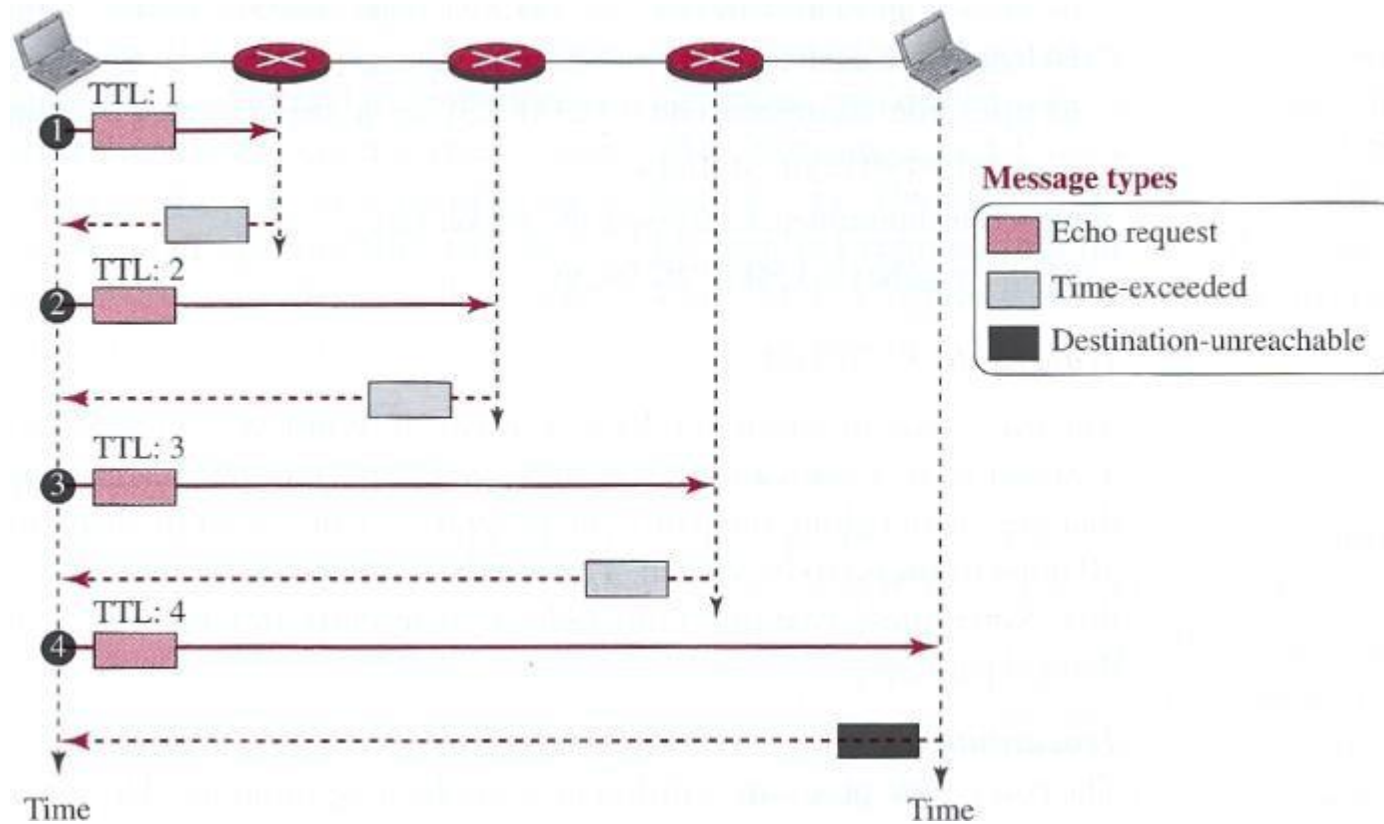 TTL: 1
1
TTL: 2
2
TTL: 3
3
TTL: 4
4
Time
Time
Message types
Echo request
Time-exceeded
Destination-unreachable